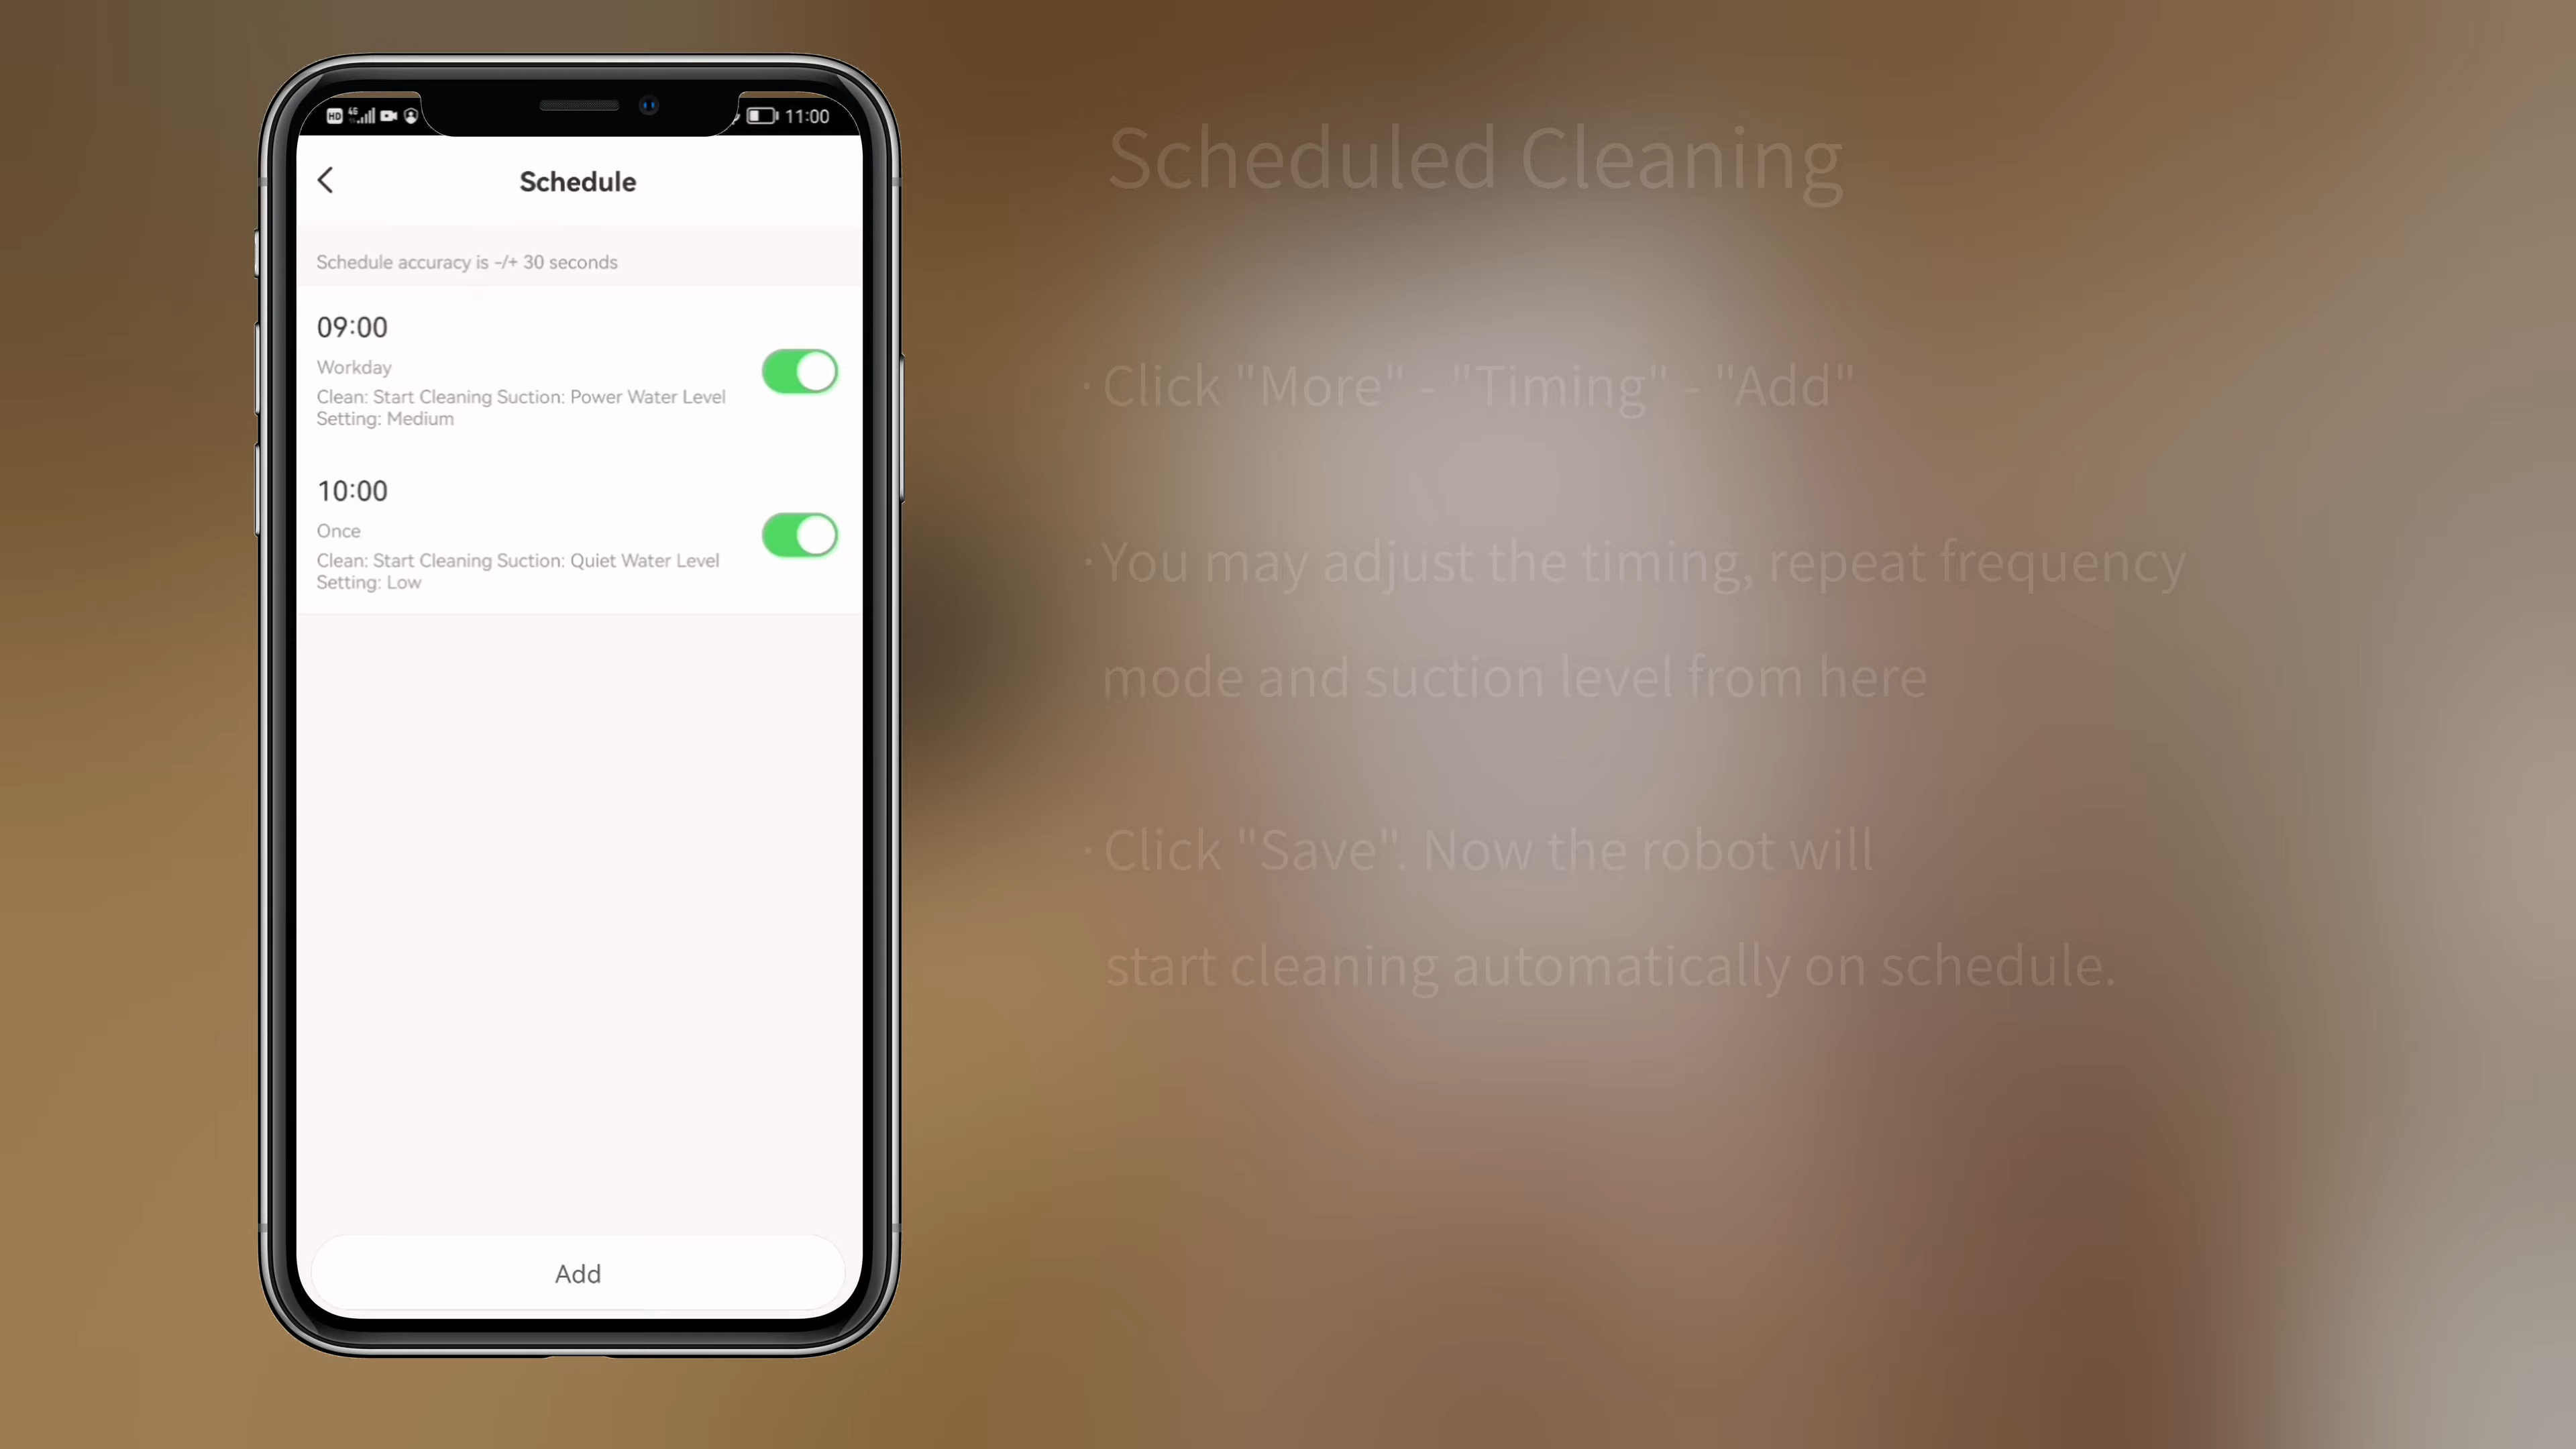 HD 4G 11:00
Schedule
Schedule accuracy is -/+ 30 seconds
09:00
Workday
Clean: Start Cleaning Suction: Power Water Level
Setting: Medium
10:00
Once
Clean: Start Cleaning Suction: Quiet Water Level
Setting: Low
Add
Scheduled Cleaning
· Click "More" - "Timing" - "Add"
· You may adjust the timing, repeat frequency
mode and suction level from here
· Click "Save". Now the robot will
start cleaning automatically on schedule.